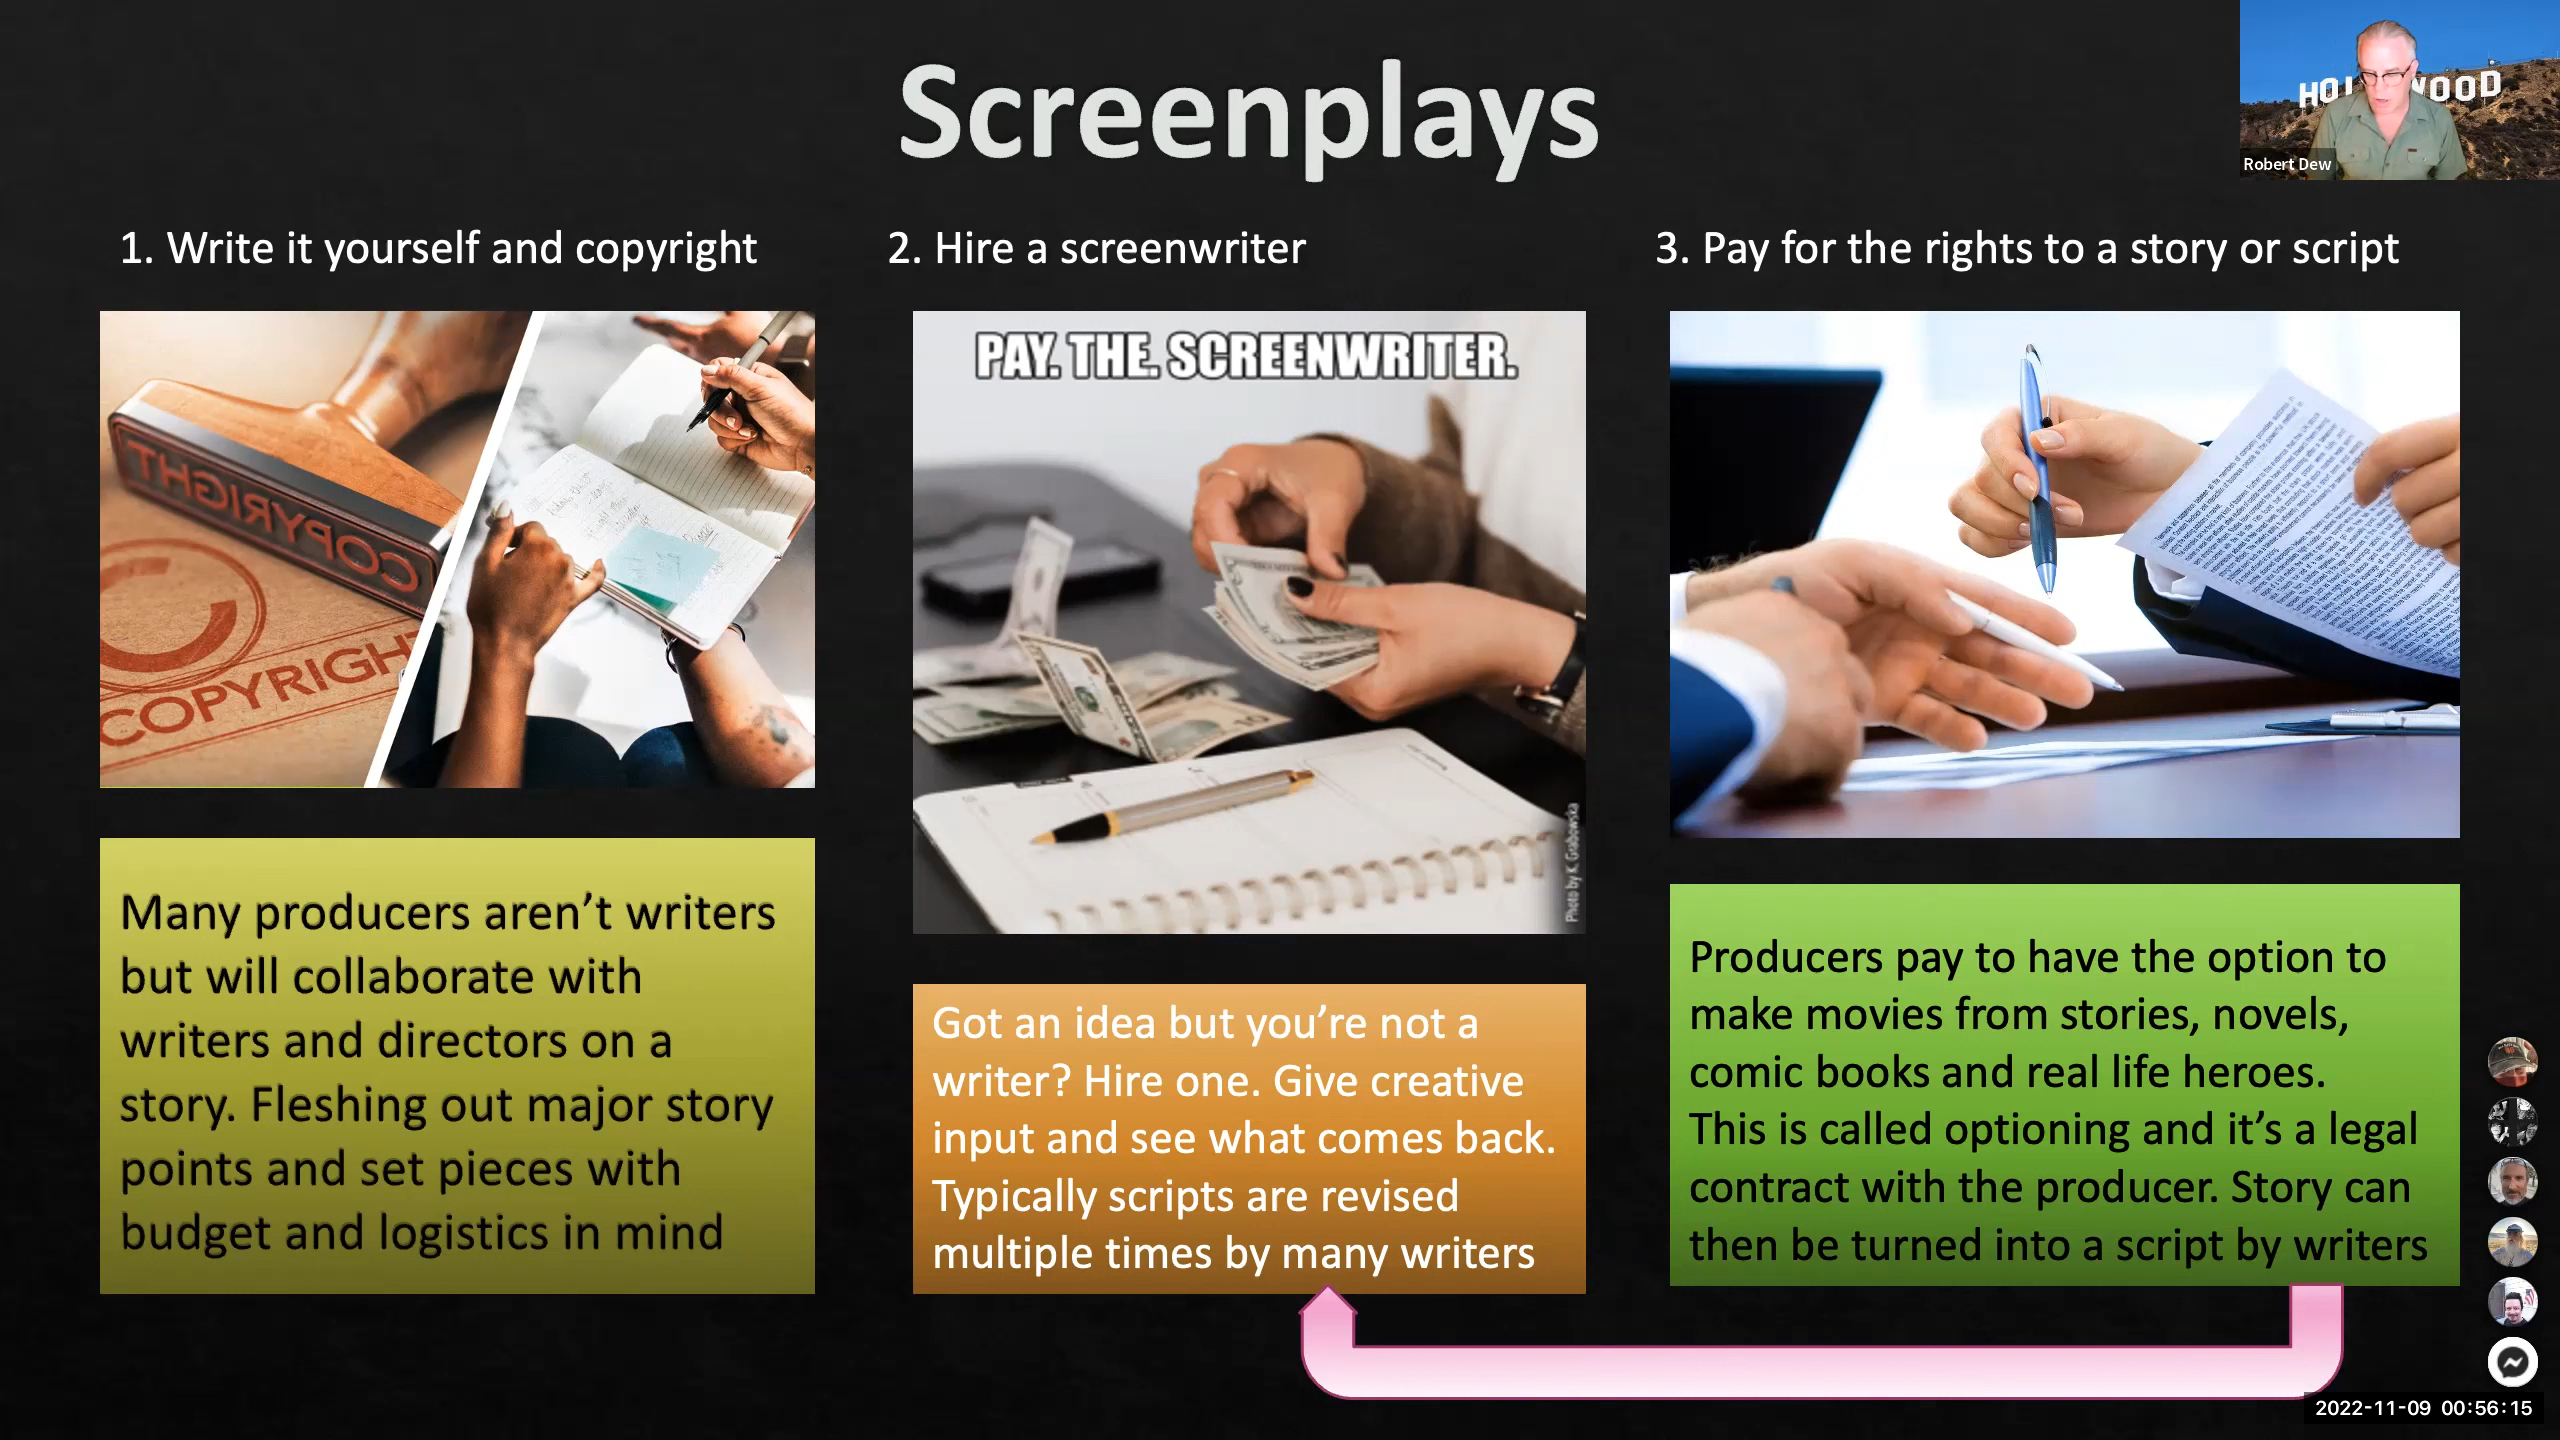 Screenplays
HOL WOOD
Robert Dew
1. Write it yourself and copyright
COPYRIGHT
COPYRIGH
Many producers aren’t writers
but will collaborate with
writers and directors on a
story. Fleshing out major story
points and set pieces with
budget and logistics in mind
2. Hire a screenwriter
PAY. THE. SCREENWRITER.
10
Photo by K. Grabowska
Got an idea but you’re not a
writer? Hire one. Give creative
input and see what comes back.
Typically scripts are revised
multiple times by many writers
3. Pay for the rights to a story or script
Producers pay to have the option to
make movies from stories, novels,
comic books and real life heroes.
This is called optioning and it’s a legal
contract with the producer. Story can
then be turned into a script by writers
2022-11-09 00:56:15